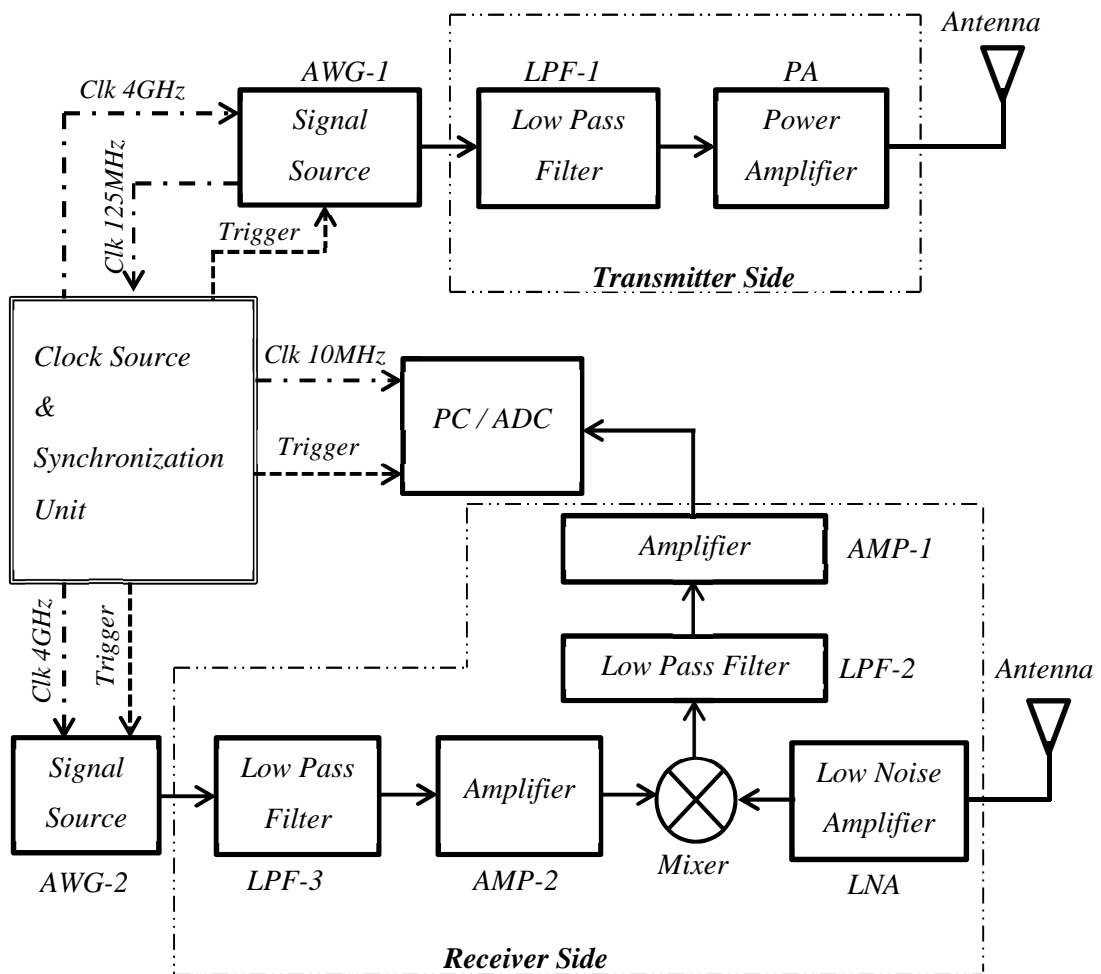 Antenna
AWG-1
LPF-1
PA
Clk 4GHz
Signal
Source
Low Pass
Filter
Power
Amplifier
Clk 125MHz
Trigger
Transmitter Side
Clock Source
&
Synchronization
Unit
Clk 10MHz
Trigger
PC / ADC
Amplifier
AMP-1
Low Pass Filter
LPF-2
Clk 4GHz
Trigger
Antenna
Signal
Source
Low Pass
Filter
Amplifier
Low Noise
Amplifier
AWG-2
LPF-3
AMP-2
Mixer
LNA
Receiver Side